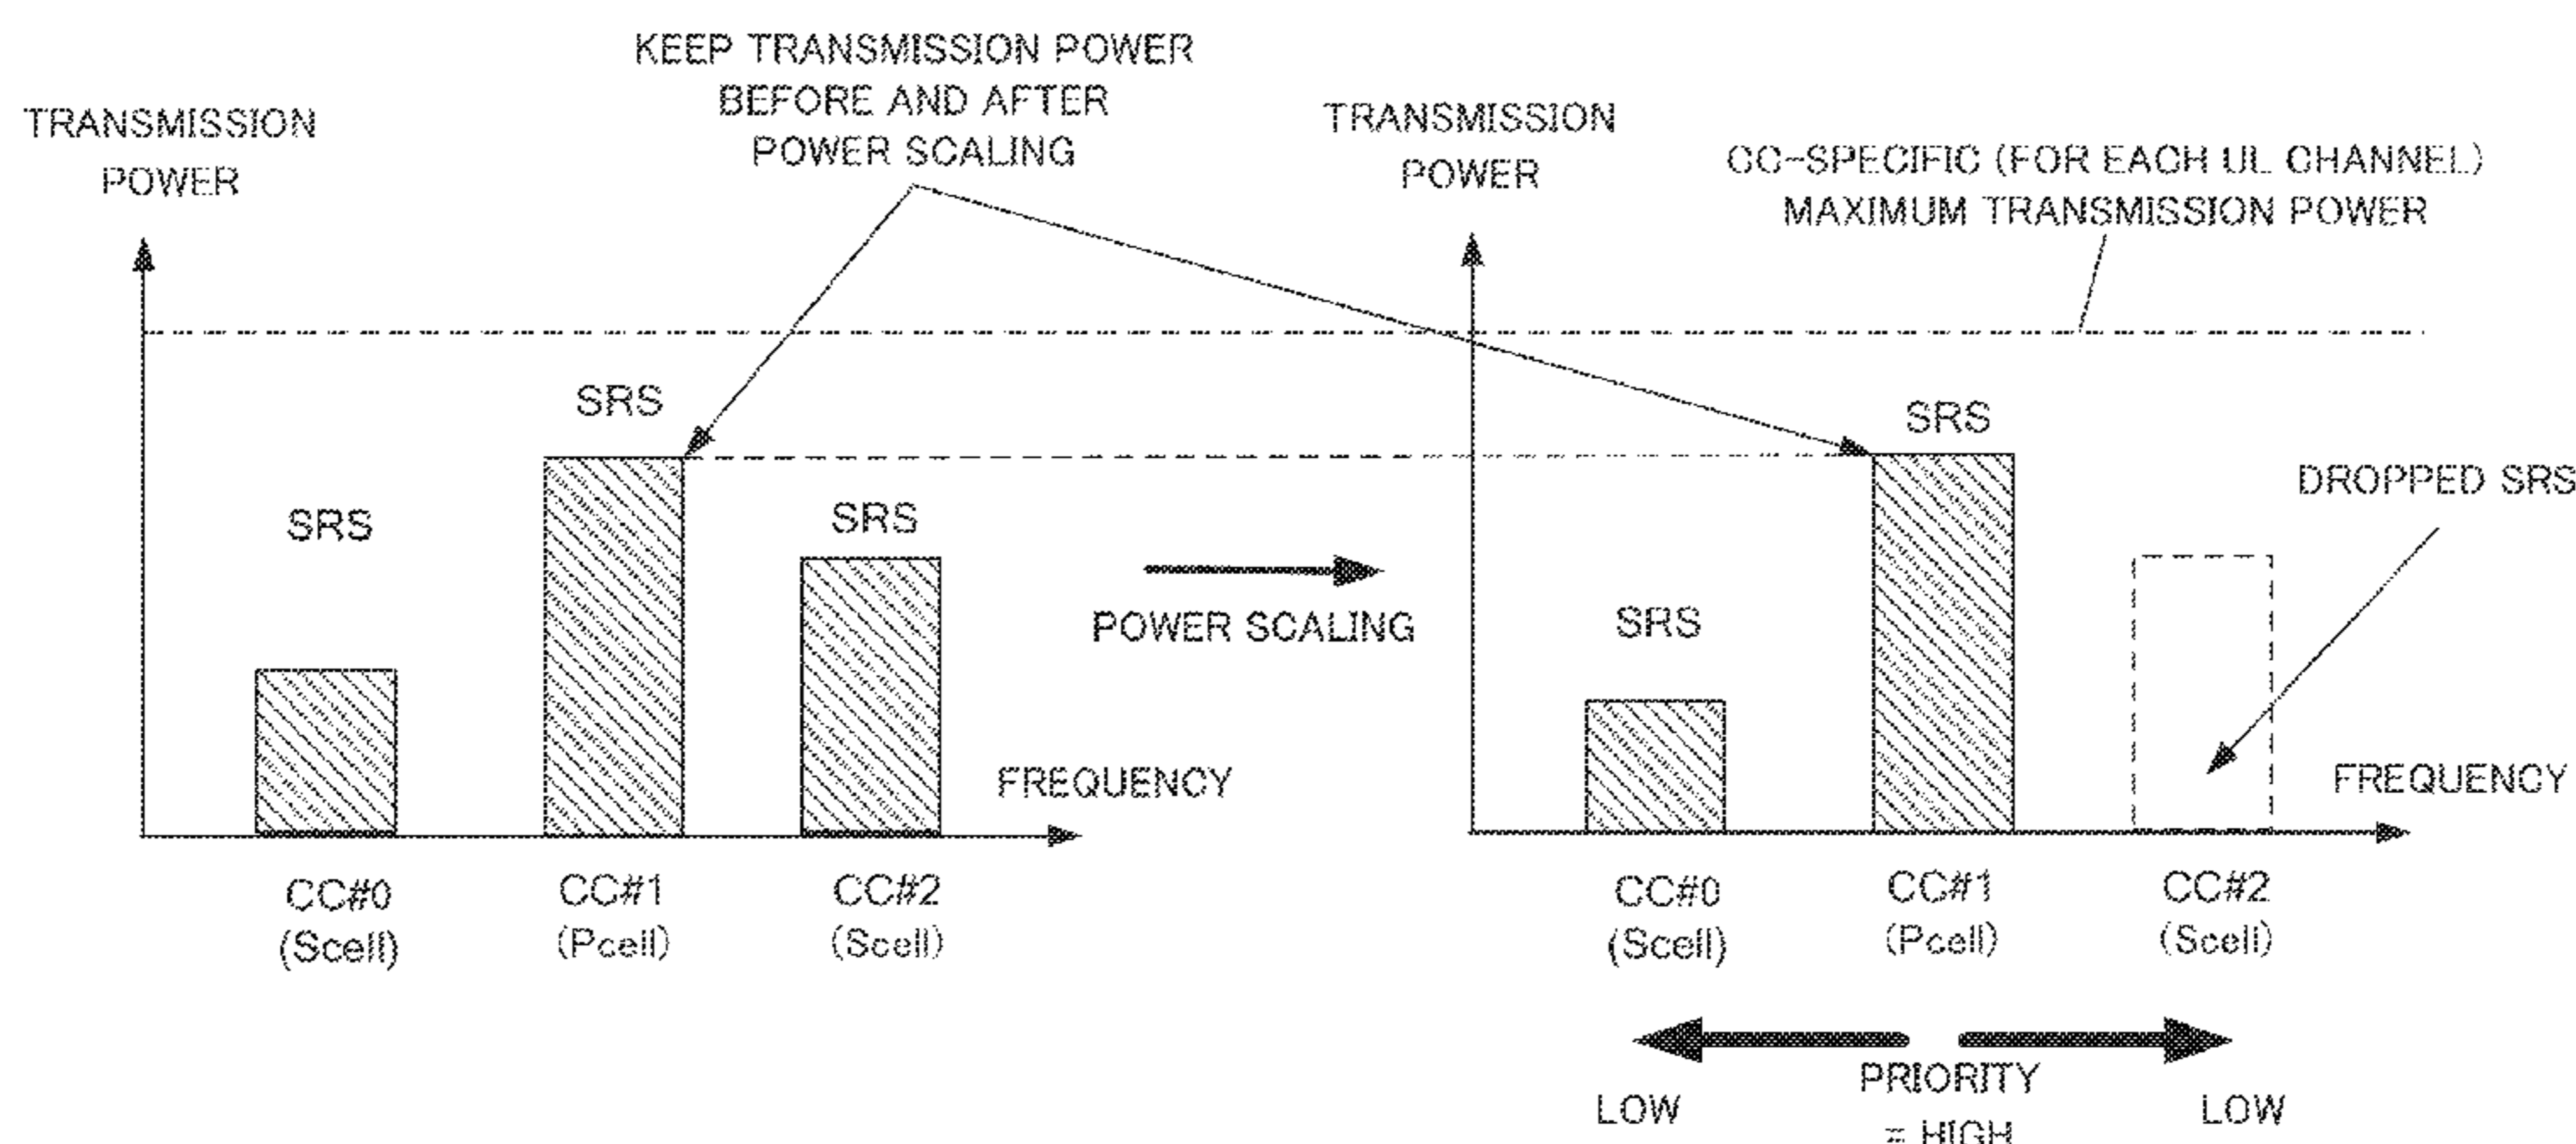 KEEP TRANSMISSION POWER
BEFORE AND AFTER
POWER SCALING
TRANSMISSION
POWER
TRANSMISSION
POWER
CC-SPECIFIC (FOR EACH UL CHANNEL)
MAXIMUM TRANSMISSION POWER
SRS
SRS
SRS
SRS
SRS
DROPPED SRS
POWER SCALING
FREQUENCY
FREQUENCY
CC#0
(Scell)
CC#1
(Pcell)
CC#2
(Scell)
CC#0
(Scell)
CC#1
(Pcell)
CC#2
(Scell)
LOW
PRIORITY
= HIGH
LOW